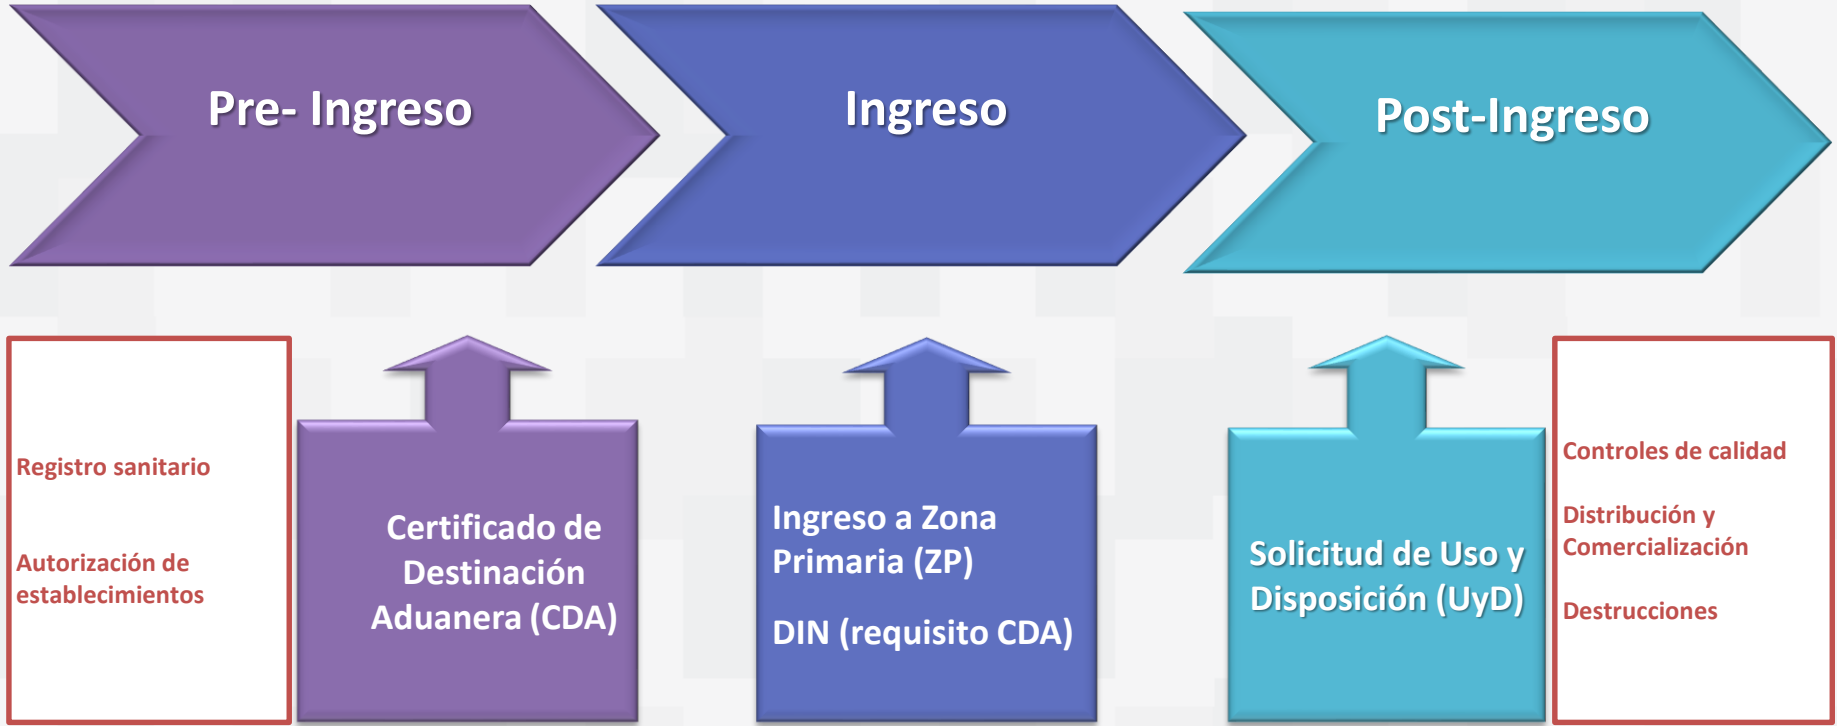 Pre- Ingreso
Ingreso
Post-Ingreso
Registro sanitario
Autorización de
establecimientos
Certificado de
Destinación
Aduanera (CDA)
Ingreso a Zona
Primaria (ZP)
DIN (requisito CDA)
Solicitud de Uso y
Disposición (UyD)
Controles de calidad
Distribución y
Comercialización
Destrucciones